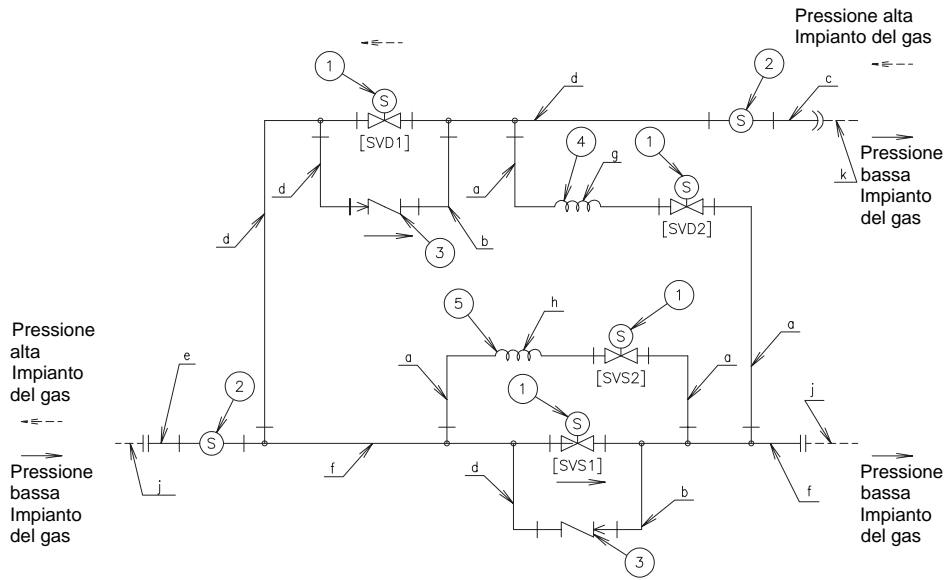 Pressione alta
Impianto del gas
1
2
d
c
S
S
[SVD1]
4
g
1
Pressione
bassa
Impianto
del gas
k
d
a
S
d
b
[SVD2]
3
5
h
1
Pressione
alta
Impianto
del gas
S
a
a
[SVS2]
a
e
2
1
j
S
S
[SVS1]
Pressione
bassa
Impianto
del gas
j
f
d
b
f
Pressione
bassa
Impianto
del gas
3